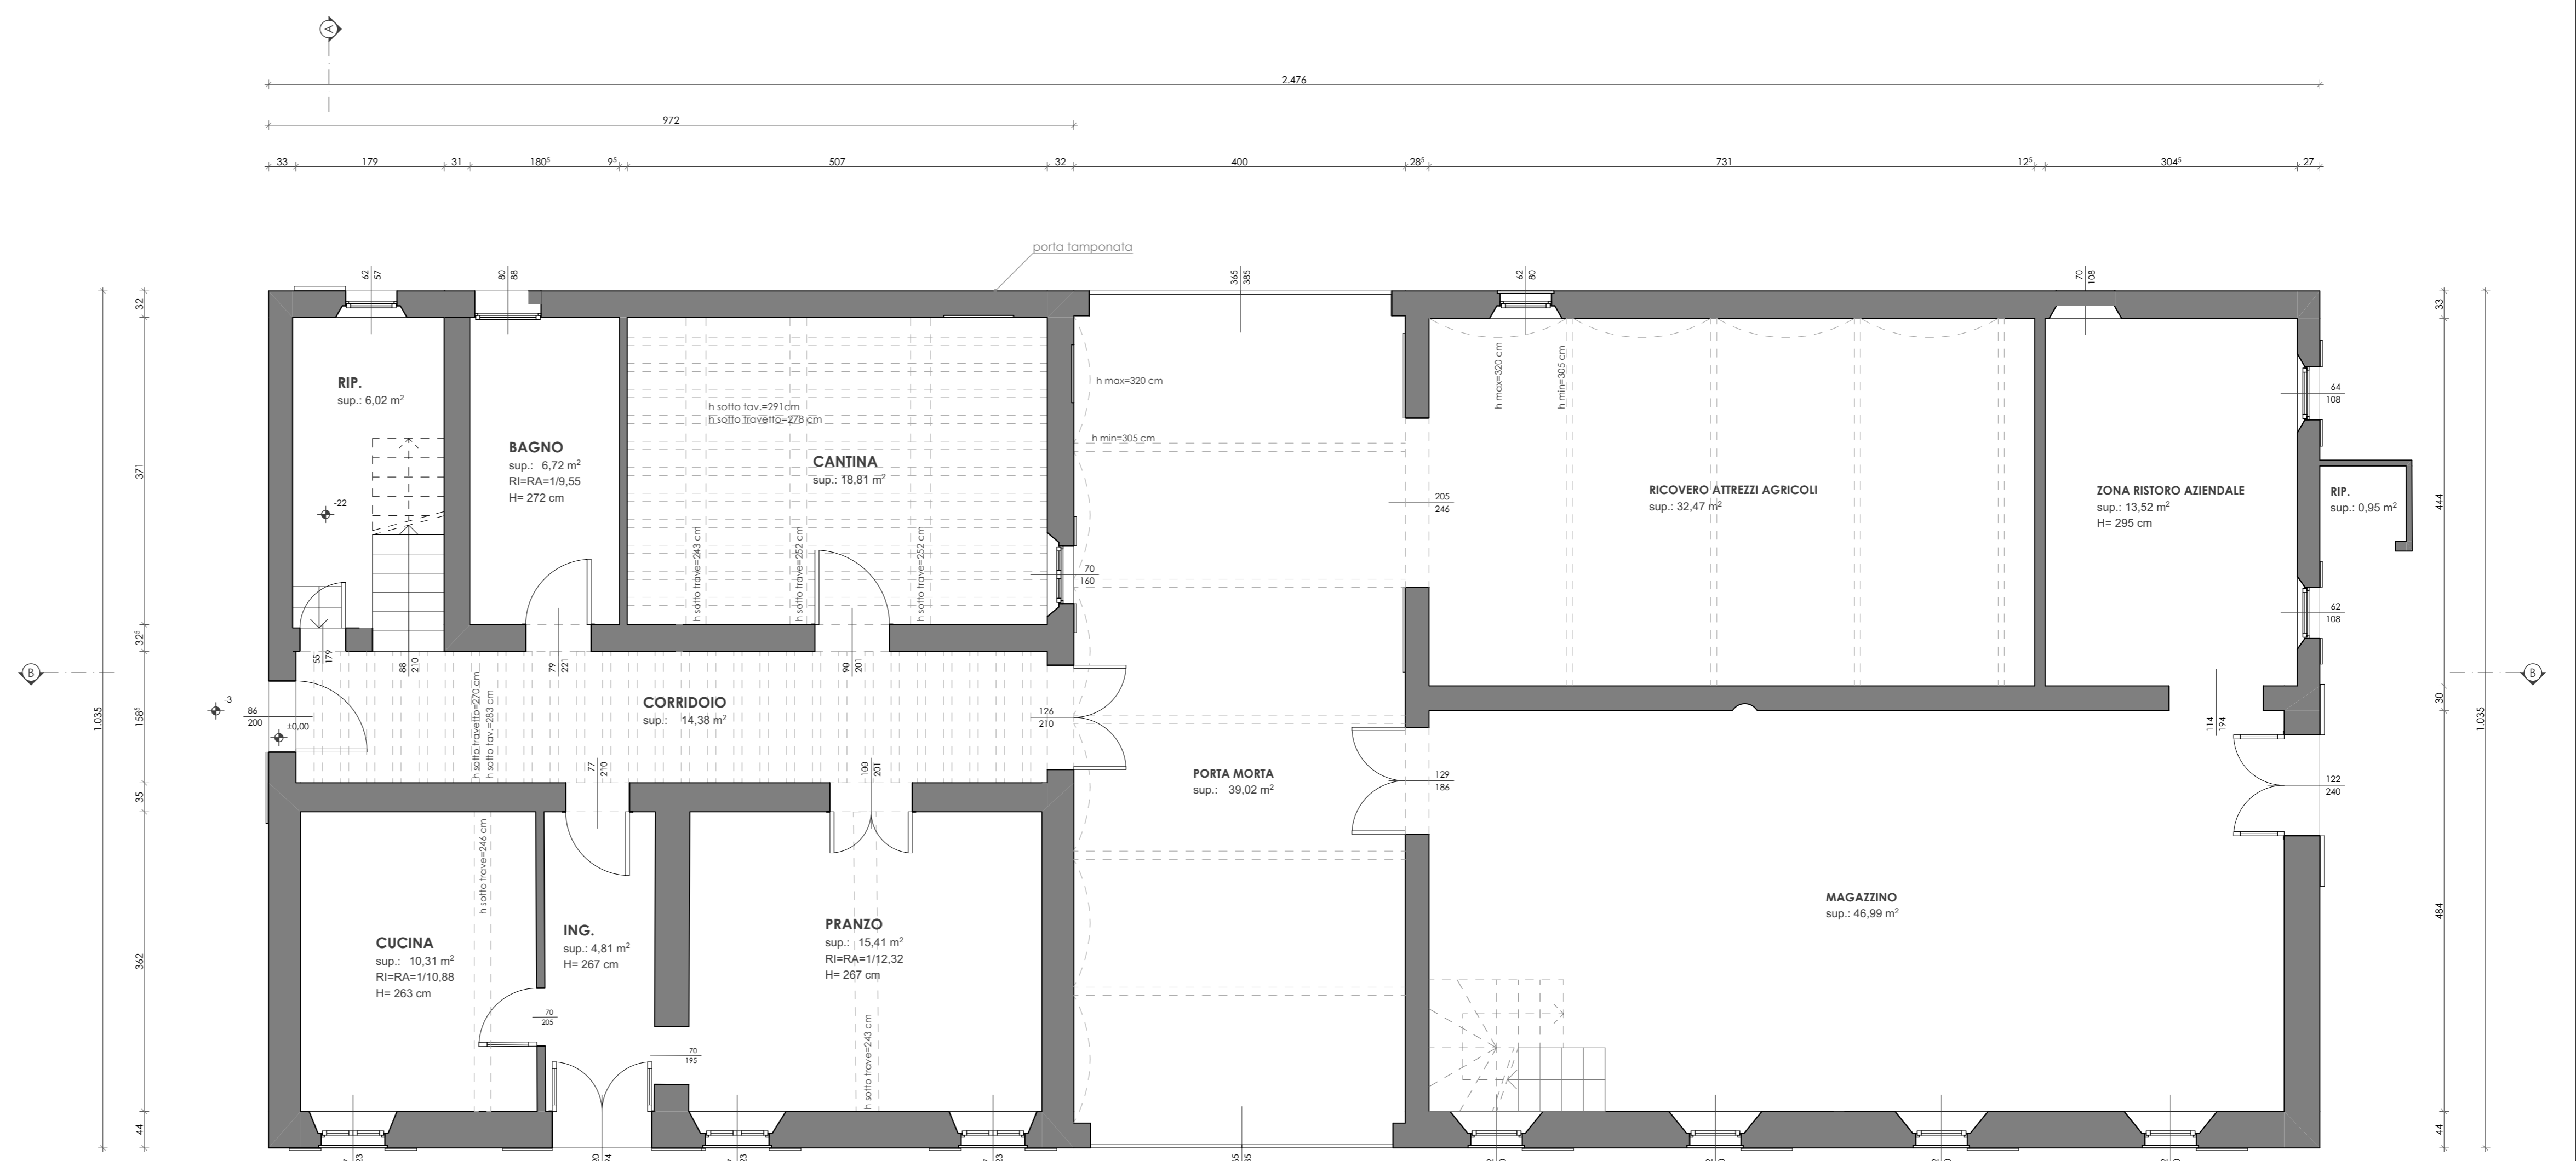 A
2.476
972
33
179
31
180⁵
9⁵
507
32
400
28⁵
731
12⁵
304⁵
27
porta tamponata
62
57
80
88
365
385
62
80
70
108
32
371
32⁵
158⁵
35
362
44
1.035
33
444
30
484
44
1.035
RIP.
sup.: 6,02 m²
-22
BAGNO
sup.: 6,72 m²
RI=RA=1/9,55
H= 272 cm
h sotto tav.=291cm
h sotto travetto=278 cm
CANTINA
sup.: 18,81 m²
h sotto trave=243 cm
h sotto trave=252 cm
h sotto trave=252 cm
h max=320 cm
h min=305 cm
70
160
205
246
h max=320 cm
h min=305 cm
RICOVERO ATTREZZI AGRICOLI
sup.: 32,47 m²
ZONA RISTORO AZIENDALE
sup.: 13,52 m²
H= 295 cm
64
108
RIP.
sup.: 0,95 m²
62
108
B
-3
86
200
±0,00
55
179
88
210
79
221
90
201
h sotto travetto=270 cm
h sotto tav.=283 cm
CORRIDOIO
sup.: 14,38 m²
126
210
77
210
100
201
PORTA MORTA
sup.: 39,02 m²
129
186
114
194
122
240
B
h sotto trave=246 cm
CUCINA
sup.: 10,31 m²
RI=RA=1/10,88
H= 263 cm
ING.
sup.: 4,81 m²
H= 267 cm
70
205
70
195
PRANZO
sup.: 15,41 m²
RI=RA=1/12,32
H= 267 cm
h sotto trave=243 cm
MAGAZZINO
sup.: 46,99 m²